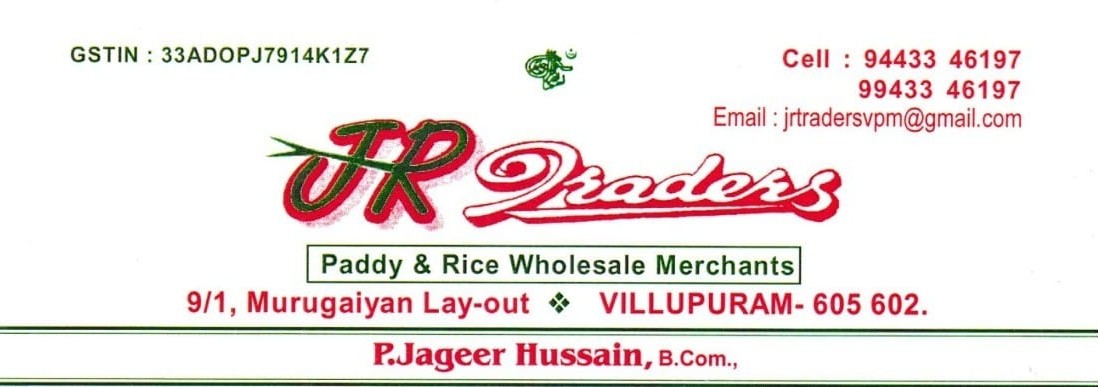 GSTIN : 33ADOPJ7914K1Z7
Cell : 94433 46197
99433 46197
Email : jrtradersvpm@gmail.com
JR Traders
Paddy & Rice Wholesale Merchants
9/1, Murugaiyan Lay-out ❖ VILLUPURAM- 605 602.
P.Jageer Hussain, B.Com.,